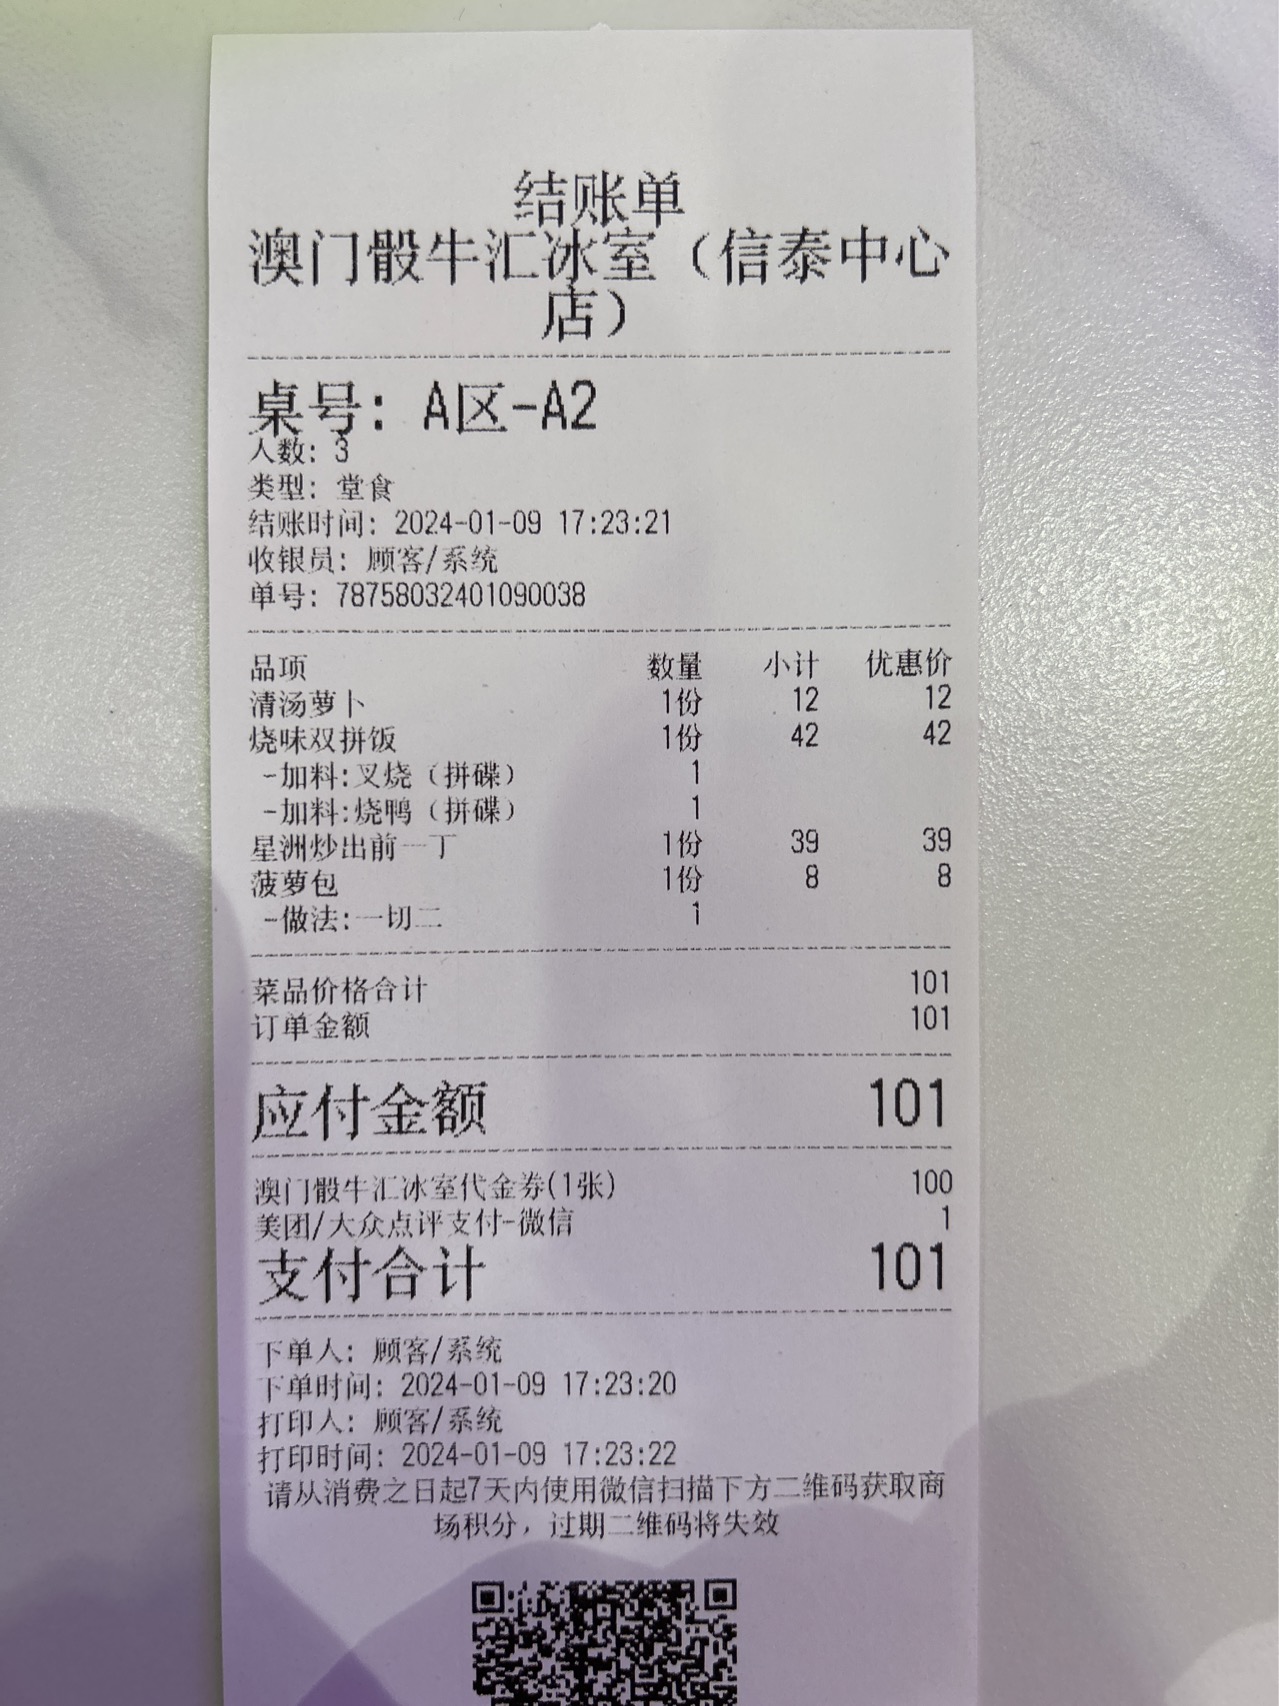 结账单
澳门骰牛汇冰室（信泰中心
店）
桌号: A区-A2
人数: 3
类型: 堂食
结账时间: 2024-01-09 17:23:21
收银员: 顾客/系统
单号: 78758032401090038
品项 数量 小计 优惠价
清汤萝卜 1份 12 12
烧味双拼饭 1份 42 42
-加料:叉烧（拼碟） 1
-加料:烧鸭（拼碟） 1
星洲炒出前一丁 1份 39 39
菠萝包 1份 8 8
-做法:一切二 1
菜品价格合计 101
订单金额 101
应付金额 101
澳门骰牛汇冰室代金券(1张) 100
美团/大众点评支付-微信 1
支付合计 101
下单人: 顾客/系统
下单时间: 2024-01-09 17:23:20
打印人: 顾客/系统
打印时间: 2024-01-09 17:23:22
请从消费之日起7天内使用微信扫描下方二维码获取商
场积分，过期二维码将失效